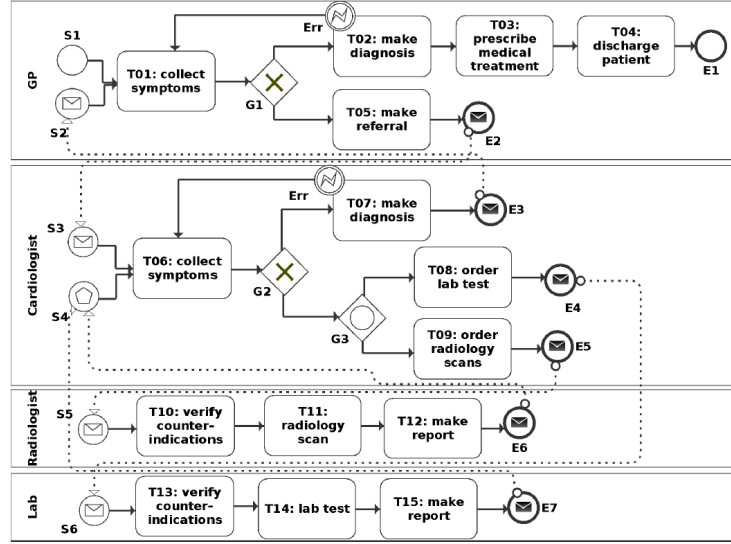 GP
S1
S2
T01: collect
symptoms
G1
Err
T02: make
diagnosis
T03:
prescribe
medical
treatment
T04:
discharge
patient
E1
T05: make
referral
E2
Cardiologist
S3
S4
T06: collect
symptoms
G2
Err
T07: make
diagnosis
E3
G3
T08: order
lab test
E4
T09: order
radiology
scans
E5
Radiologist
S5
T10: verify
counter-
indications
T11:
radiology
scan
T12: make
report
E6
Lab
S6
T13: verify
counter-
indications
T14: lab test
T15: make
report
E7